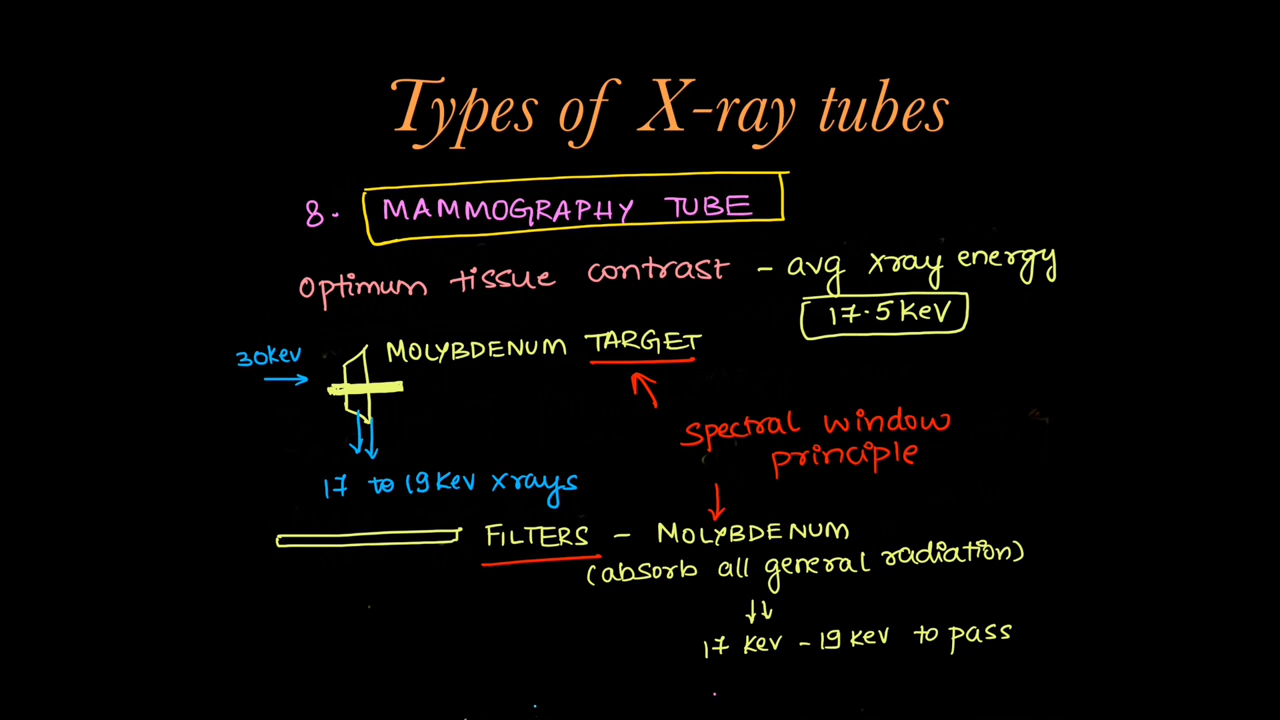 Types of X-ray tubes
8. MAMMOGRAPHY TUBE
Optimum tissue contrast - avg xray energy
17.5 KeV
30Kev
MOLYBDENUM TARGET
Spectral window
principle
17 to 19 Kev xrays
FILTERS - MOLYBDENUM
(absorb all general radiation)
17 Kev - 19 Kev to pass